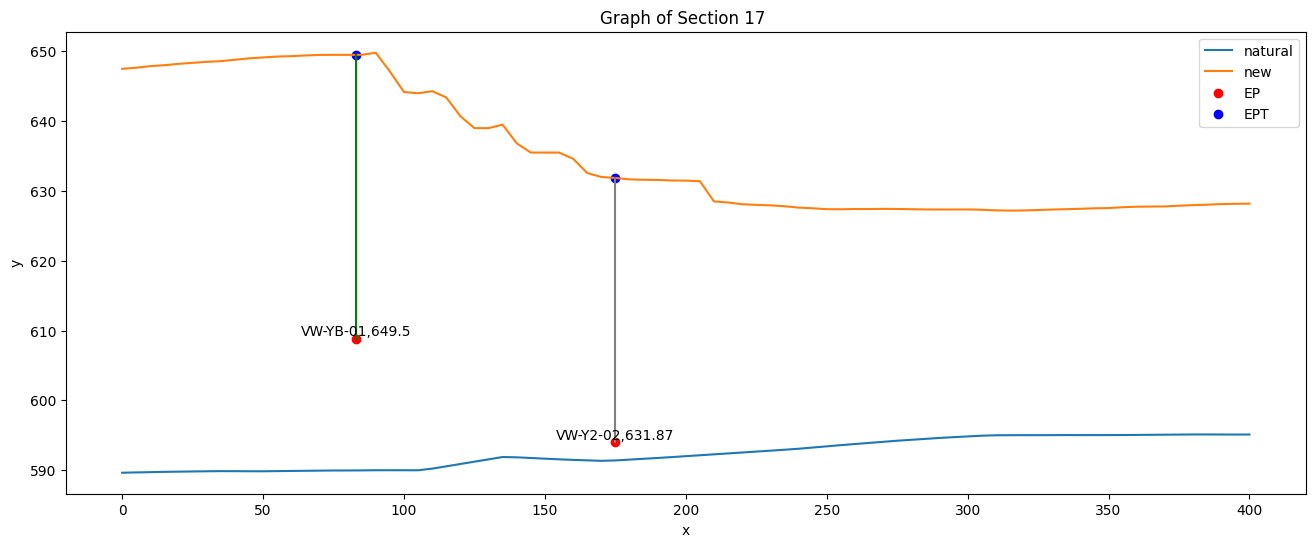 Graph of Section 17
natural
new
EP
EPT
y
650
640
630
620
610
600
590
VW-YB-01,649.5
VW-Y2-02,631.87
0 50 100 150 200 250 300 350 400
x